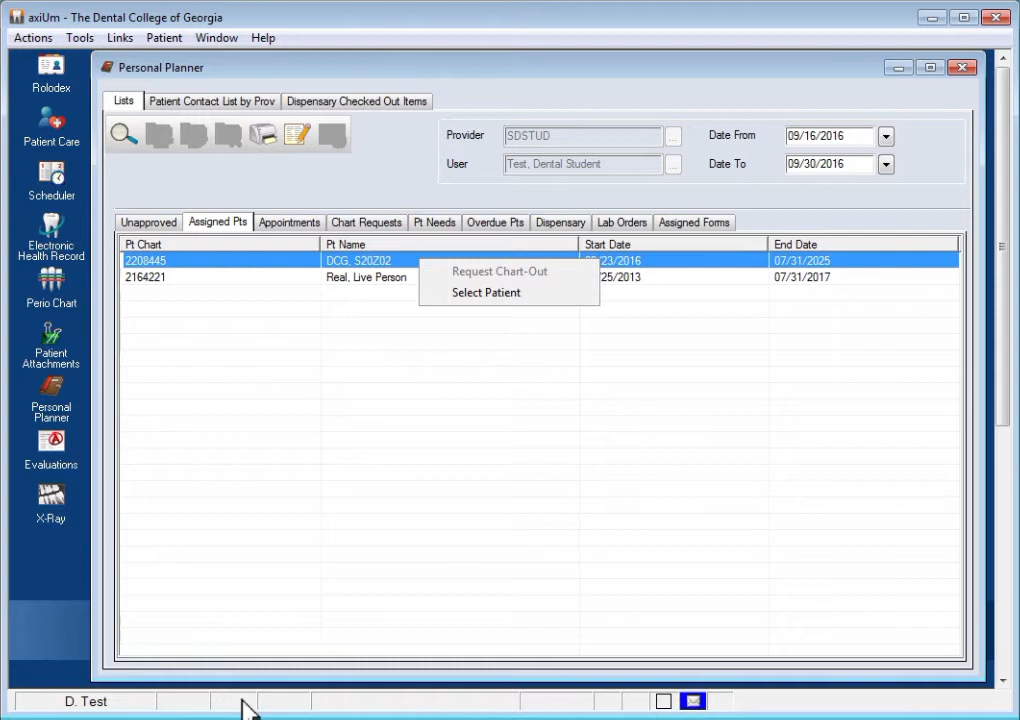 axiUm - The Dental College of Georgia
Actions Tools Links Patient Window Help
Rolodex
Patient Care
Scheduler
Electronic
Health Record
Perio Chart
Patient
Attachments
Personal
Planner
Evaluations
X-Ray
Personal Planner
Lists Patient Contact List by Prov Dispensary Checked Out Items
Provider SDSTUD ... Date From 09/16/2016
User Test, Dental Student ... Date To 09/30/2016
Unapproved Assigned Pts Appointments Chart Requests Pt Needs Overdue Pts Dispensary Lab Orders Assigned Forms
Pt Chart Pt Name Start Date End Date
2208445 DCG, S20Z02 23/2016 07/31/2025
2164221 Real, Live Person 25/2013 07/31/2017
Request Chart-Out
Select Patient
D. Test